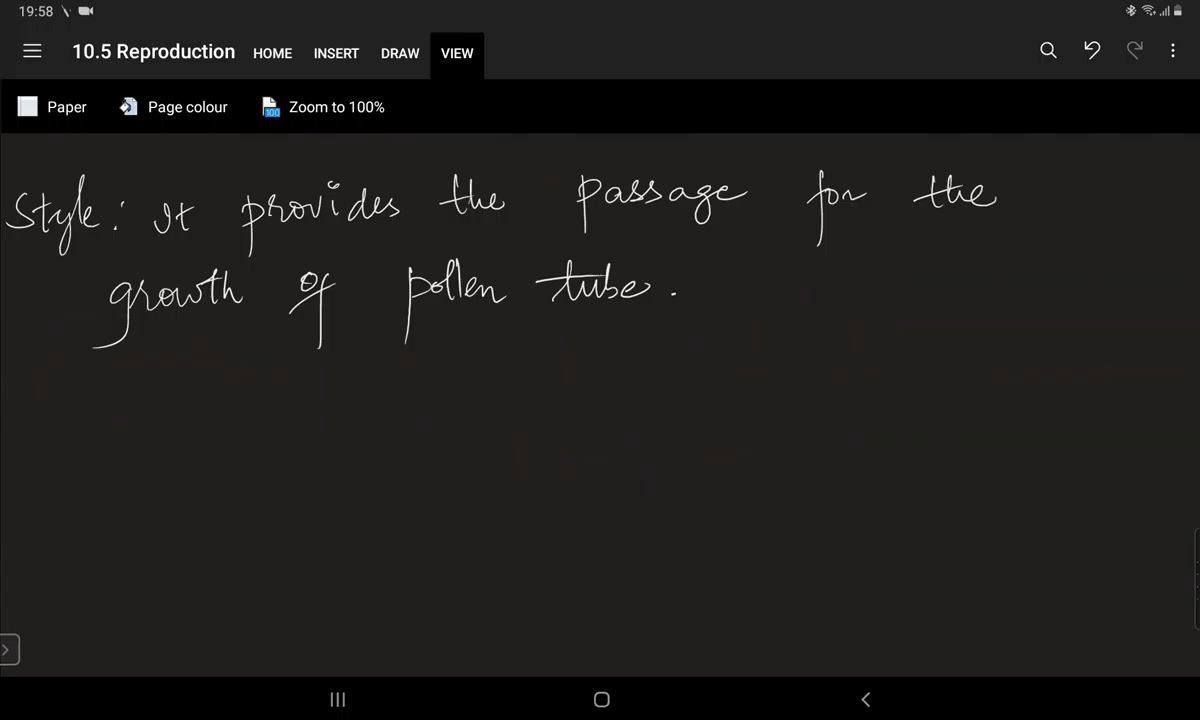 19:58
10.5 Reproduction HOME INSERT DRAW VIEW
Paper Page colour Zoom to 100%
Style: It provides the passage for the
growth of pollen tube.